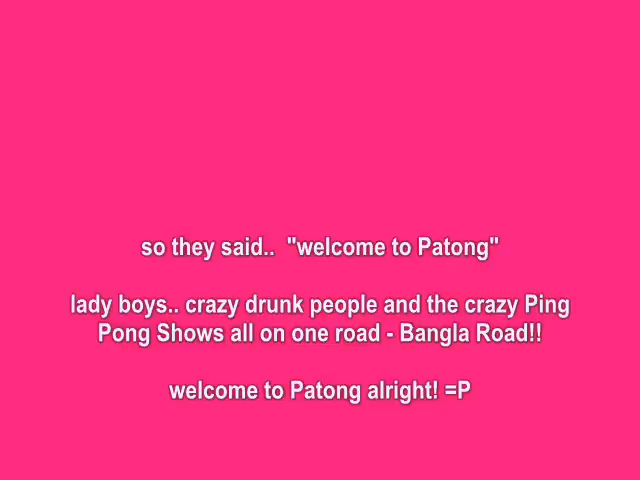 so they said..  "welcome to Patong"
lady boys.. crazy drunk people and the crazy Ping
Pong Shows all on one road - Bangla Road!!
welcome to Patong alright! =P